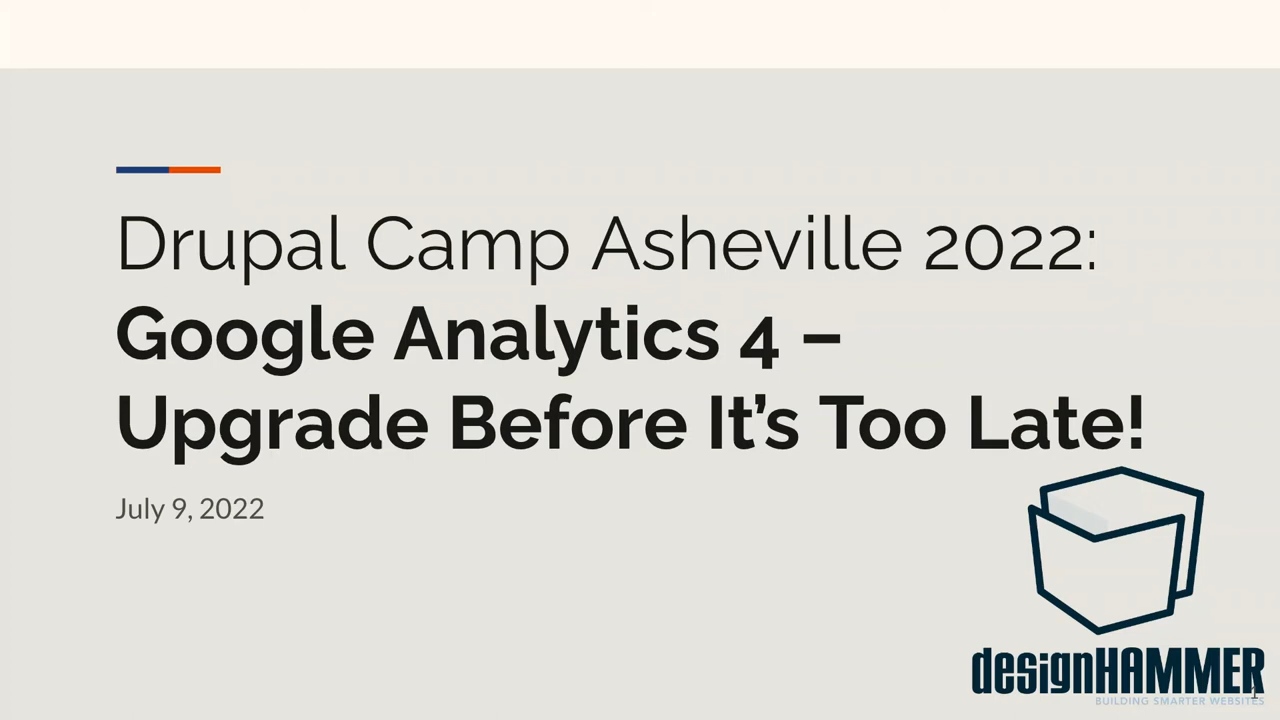 Drupal Camp Asheville 2022:
Google Analytics 4 –
Upgrade Before It’s Too Late!
July 9, 2022
designHAMMER
1
BUILDING SMARTER WEBSITES